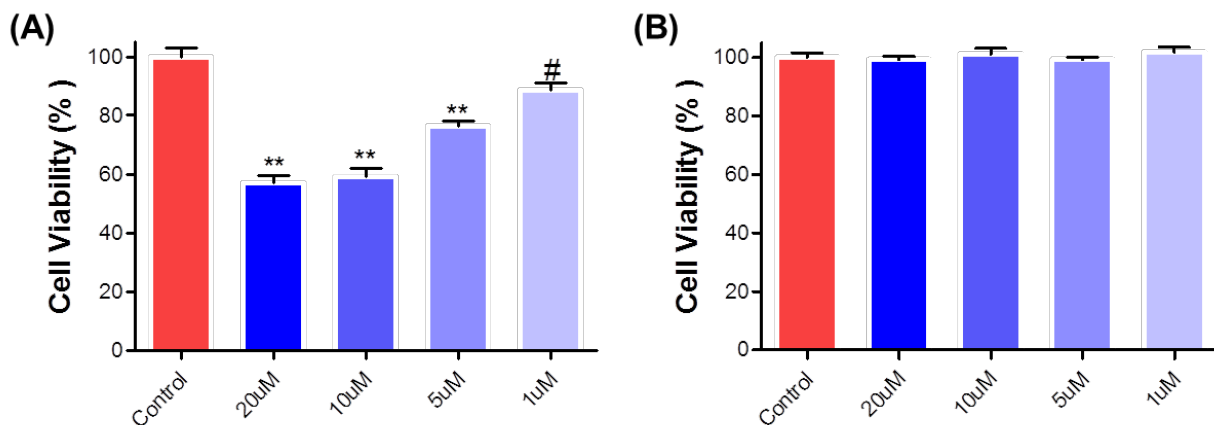 (A)
Cell Viability (% )
100
80
60
40
20
0
**
**
**
#
Control
20uM
10uM
5uM
1uM
(B)
Cell Viability (% )
100
80
60
40
20
0
Control
20uM
10uM
5uM
1uM